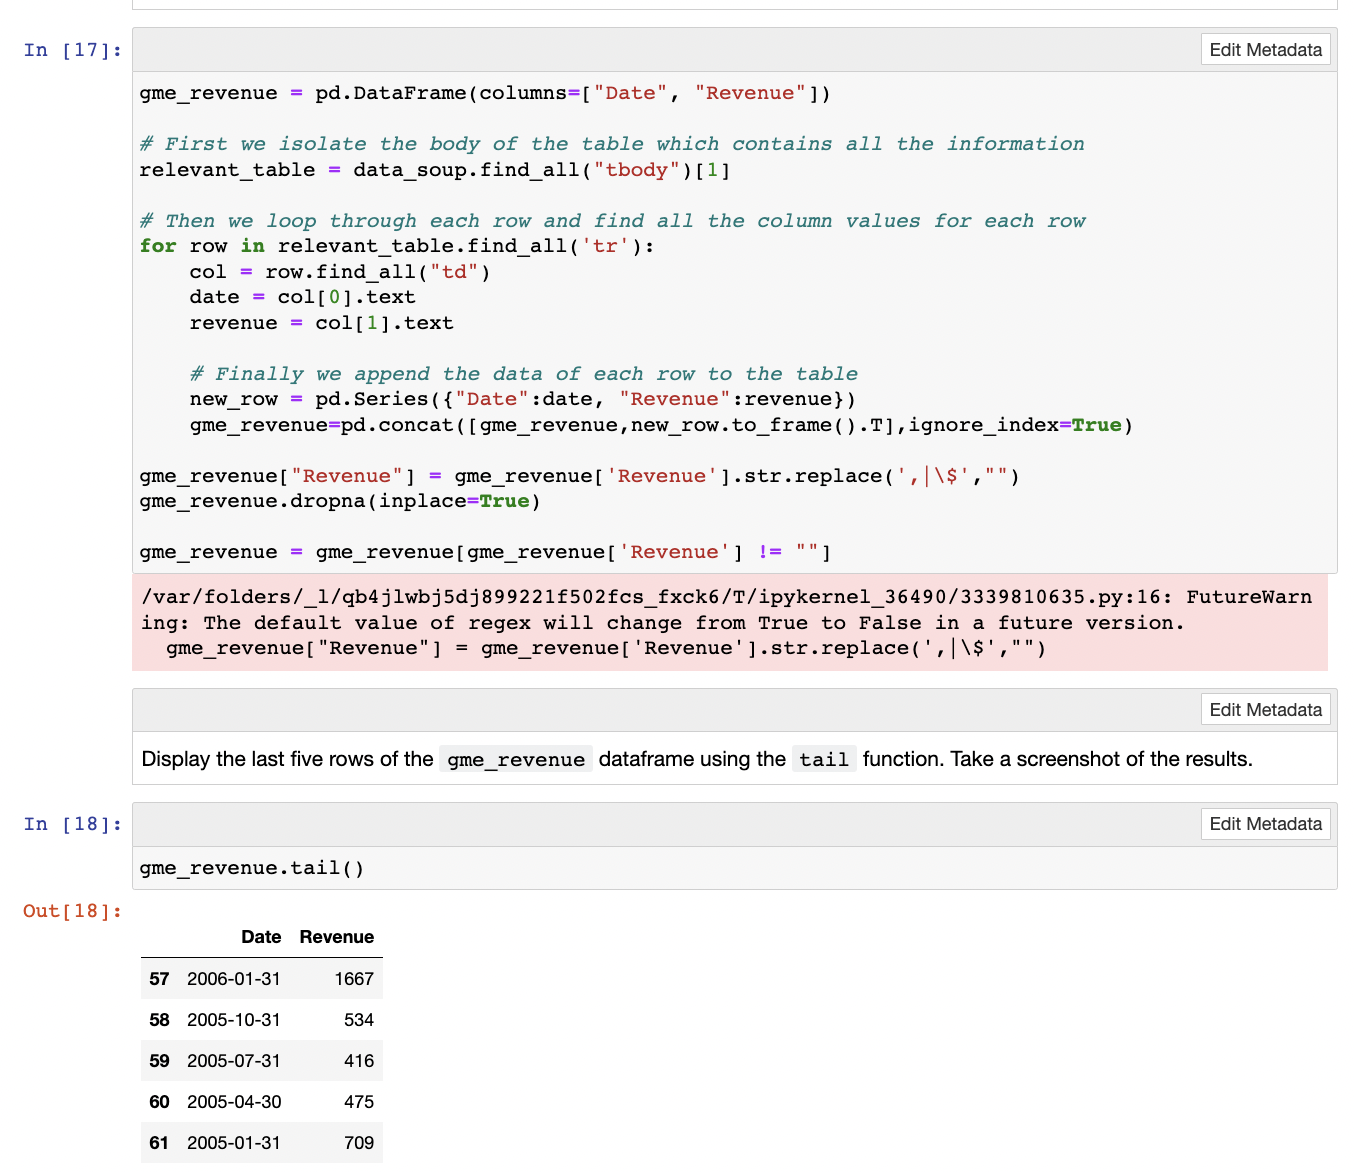 In [17]:
Edit Metadata
gme_revenue = pd.DataFrame(columns=["Date", "Revenue"])
# First we isolate the body of the table which contains all the information
relevant_table = data_soup.find_all("tbody")[1]
# Then we loop through each row and find all the column values for each row
for row in relevant_table.find_all('tr'):
    col = row.find_all("td")
    date = col[0].text
    revenue = col[1].text
    # Finally we append the data of each row to the table
    new_row = pd.Series({"Date":date, "Revenue":revenue})
    gme_revenue=pd.concat([gme_revenue,new_row.to_frame().T],ignore_index=True)
gme_revenue["Revenue"] = gme_revenue['Revenue'].str.replace(',|\$',"")
gme_revenue.dropna(inplace=True)
gme_revenue = gme_revenue[gme_revenue['Revenue'] != ""]
/var/folders/_l/qb4jlwbj5dj899221f502fcs_fxck6/T/ipykernel_36490/3339810635.py:16: FutureWarn
ing: The default value of regex will change from True to False in a future version.
  gme_revenue["Revenue"] = gme_revenue['Revenue'].str.replace(',|\$',"")
Edit Metadata
Display the last five rows of the gme_revenue dataframe using the tail function. Take a screenshot of the results.
In [18]:
Edit Metadata
gme_revenue.tail()
Out[18]:
Date Revenue
57 2006-01-31 1667
58 2005-10-31 534
59 2005-07-31 416
60 2005-04-30 475
61 2005-01-31 709